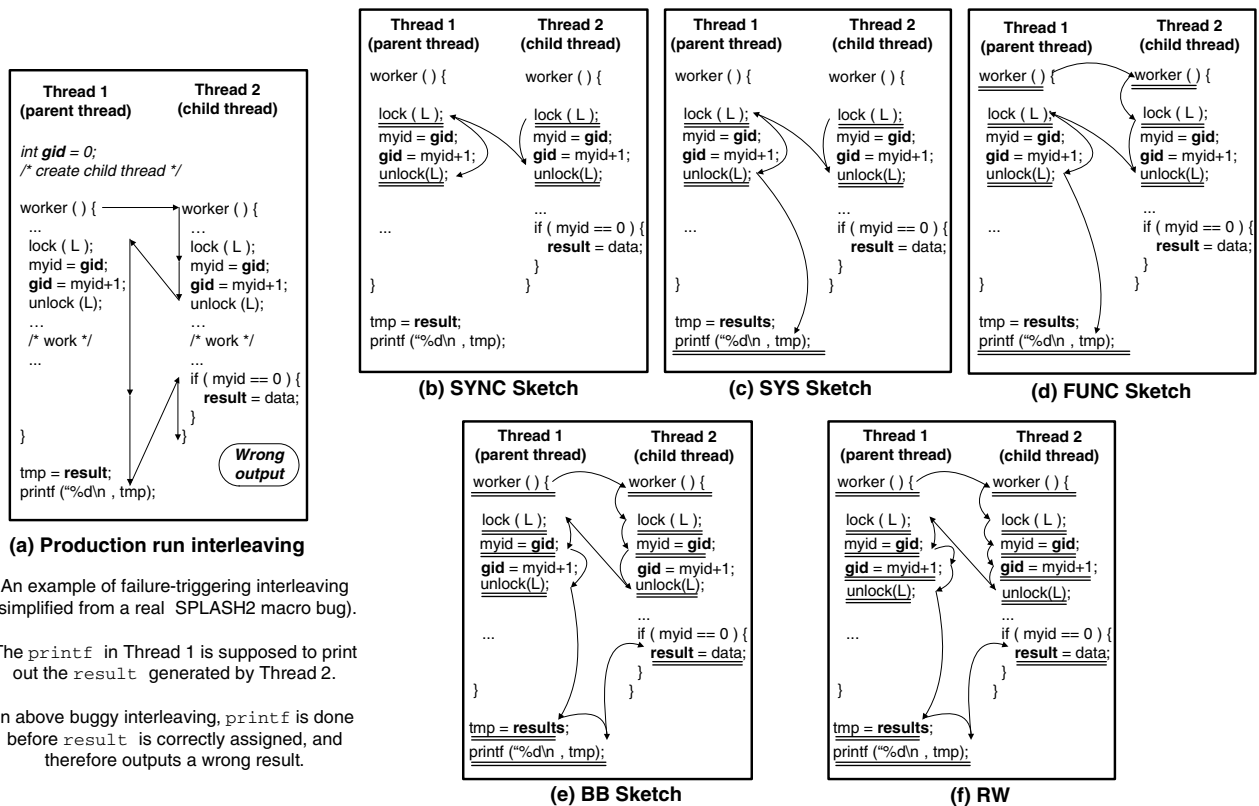 Thread 1
(parent thread)
Thread 2
(child thread)
int gid = 0;
/* create child thread */
worker ( ) {
...
lock ( L );
myid = gid;
gid = myid+1;
unlock (L);
...
/* work */
...
}
tmp = result;
printf (“%d\n , tmp);
worker ( ) {
...
lock ( L );
myid = gid;
gid = myid+1;
unlock (L);
...
/* work */
...
if ( myid == 0 ) {
result = data;
}
}
Wrong
output
(a) Production run interleaving
An example of failure-triggering interleaving
simplified from a real SPLASH2 macro bug).
he printf in Thread 1 is supposed to print
out the result generated by Thread 2.
n above buggy interleaving, printf is done
before result is correctly assigned, and
therefore outputs a wrong result.
Thread 1
(parent thread)
Thread 2
(child thread)
worker ( ) {
lock ( L );
myid = gid;
gid = myid+1;
unlock(L);
...
}
tmp = result;
printf (“%d\n , tmp);
worker ( ) {
lock ( L );
myid = gid;
gid = myid+1;
unlock(L);
...
if ( myid == 0 ) {
result = data;
}
}
(b) SYNC Sketch
Thread 1
(parent thread)
Thread 2
(child thread)
worker ( ) {
lock ( L );
myid = gid;
gid = myid+1;
unlock(L);
...
}
tmp = results;
printf (“%d\n , tmp);
worker ( ) {
lock ( L );
myid = gid;
gid = myid+1;
unlock(L);
...
if ( myid == 0 ) {
result = data;
}
}
(c) SYS Sketch
Thread 1
(parent thread)
Thread 2
(child thread)
worker ( ) {
lock ( L );
myid = gid;
gid = myid+1;
unlock(L);
...
}
tmp = results;
printf (“%d\n , tmp);
worker ( ) {
lock ( L );
myid = gid;
gid = myid+1;
unlock(L);
...
if ( myid == 0 ) {
result = data;
}
}
(d) FUNC Sketch
Thread 1
(parent thread)
Thread 2
(child thread)
worker ( ) {
lock ( L );
myid = gid;
gid = myid+1;
unlock(L);
...
}
tmp = results;
printf (“%d\n , tmp);
worker ( ) {
lock ( L );
myid = gid;
gid = myid+1;
unlock(L);
...
if ( myid == 0 ) {
result = data;
}
}
(e) BB Sketch
Thread 1
(parent thread)
Thread 2
(child thread)
worker ( ) {
lock ( L );
myid = gid;
gid = myid+1;
unlock(L);
...
}
tmp = results;
printf (“%d\n , tmp);
worker ( ) {
lock ( L );
myid = gid;
gid = myid+1;
unlock(L);
...
if ( myid == 0 ) {
result = data;
}
}
(f) RW